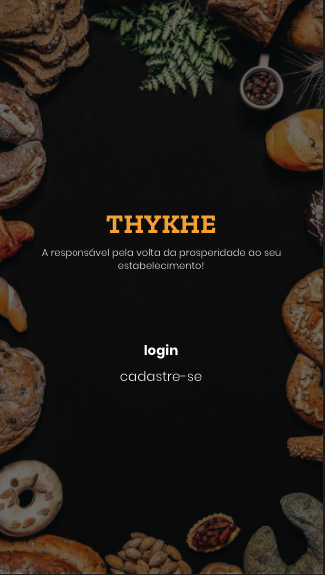 THYKHE
A responsável pela volta da prosperidade ao seu
estabelecimento!
login
cadastre-se